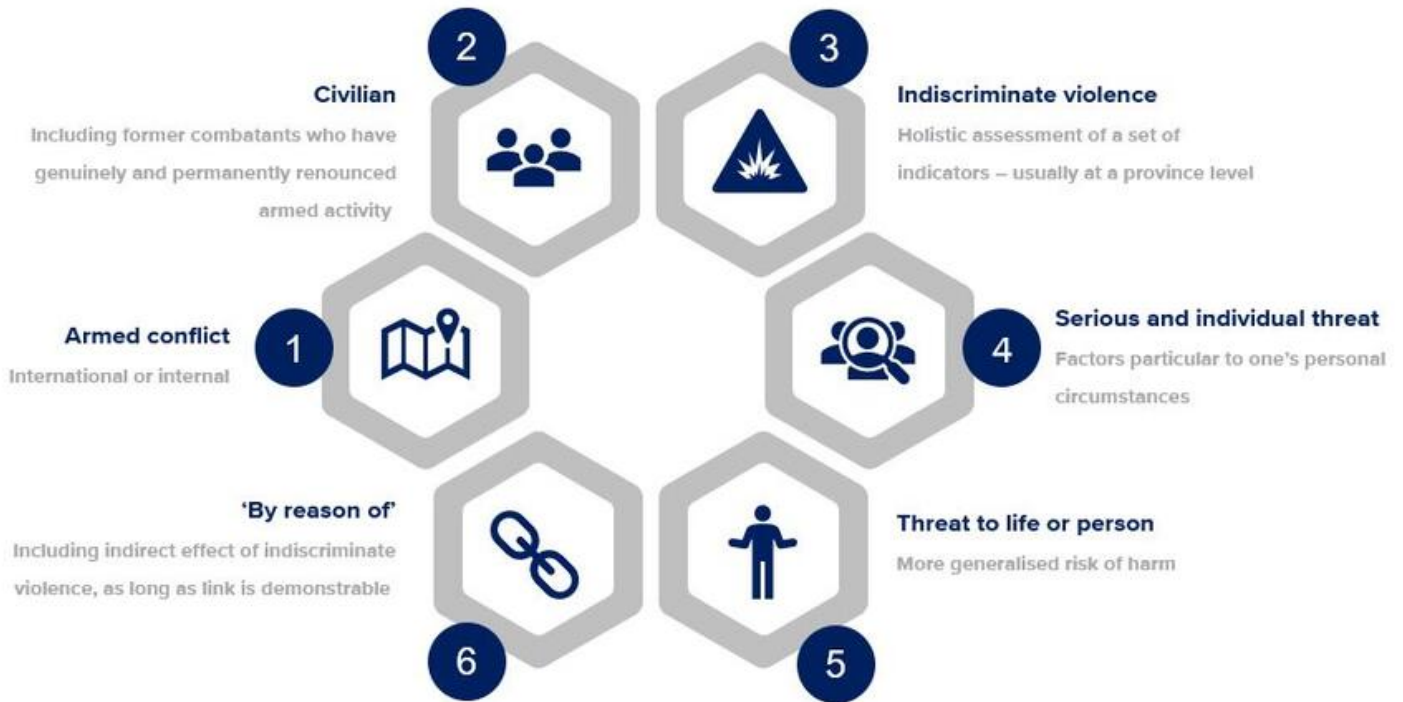 1
Armed conflict
International or internal
2
Civilian
Including former combatants who have
genuinely and permanently renounced
armed activity
3
Indiscriminate violence
Holistic assessment of a set of
indicators – usually at a province level
4
Serious and individual threat
Factors particular to one's personal
circumstances
5
Threat to life or person
More generalised risk of harm
6
‘By reason of’
Including indirect effect of indiscriminate
violence, as long as link is demonstrable